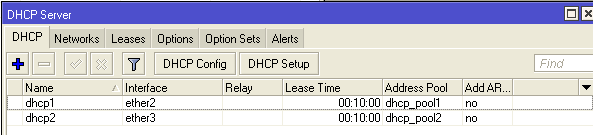 DHCP Server
DHCP Networks Leases Options Option Sets Alerts
DHCP Config DHCP Setup Find
Name Interface Relay Lease Time Address Pool Add AR...
dhcp1 ether2 00:10:00 dhcp_pool1 no
dhcp2 ether3 00:10:00 dhcp_pool2 no